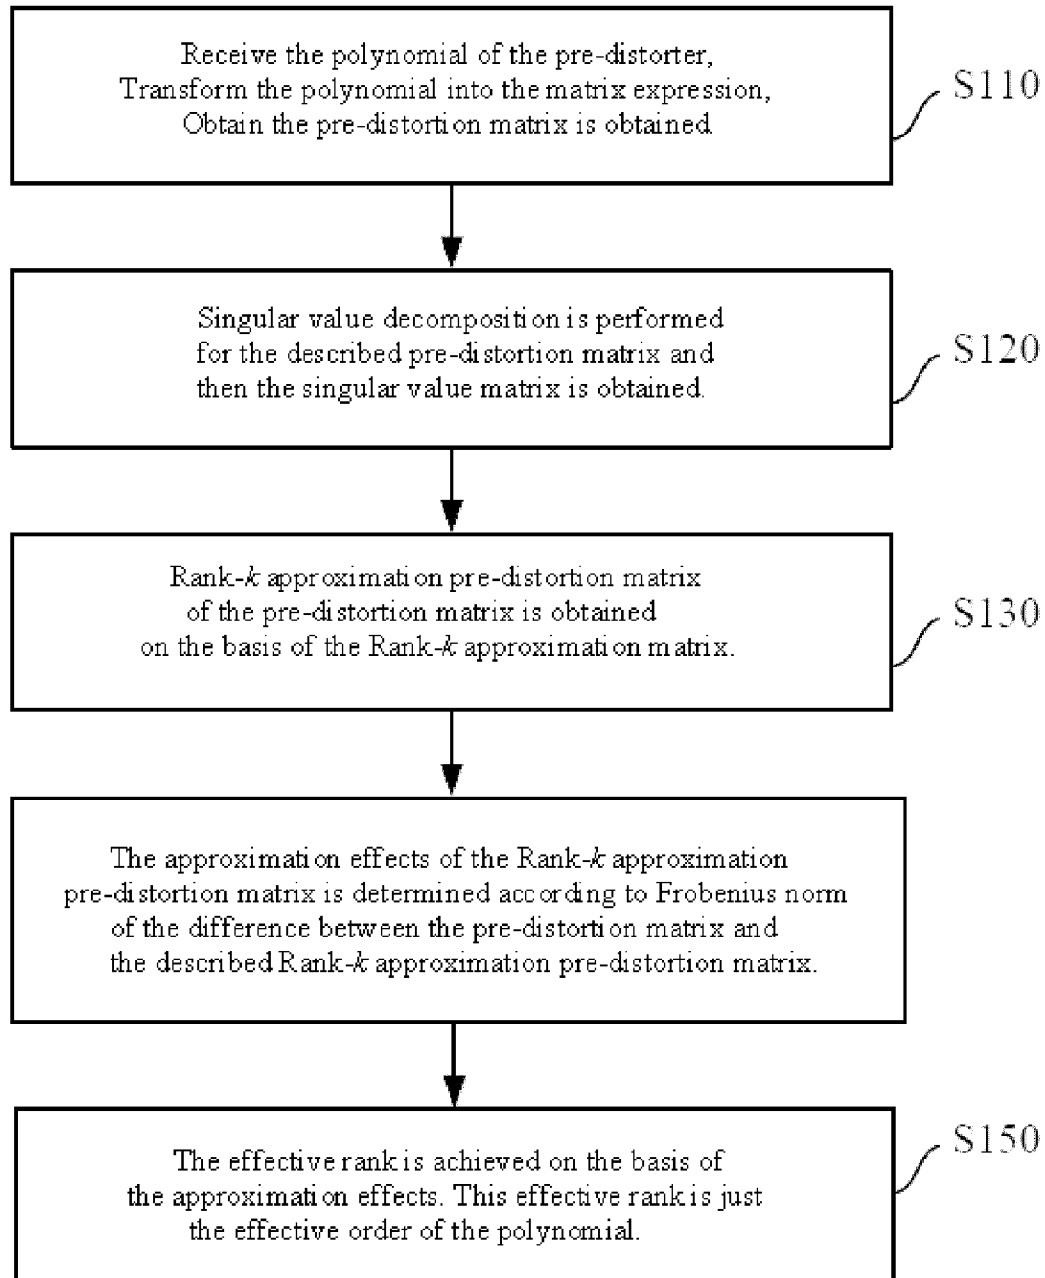 Receive the polynomial of the pre-distorter,
Transform the polynomial into the matrix expression,
Obtain the pre-distortion matrix is obtained
S110
Singular value decomposition is performed
for the described pre-distortion matrix and
then the singular value matrix is obtained.
S120
Rank-k approximation pre-distortion matrix
of the pre-distortion matrix is obtained
on the basis of the Rank-k approximation matrix.
S130
The approximation effects of the Rank-k approximation
pre-distortion matrix is determined according to Frobenius norm
of the difference between the pre-distortion matrix and
the described Rank-k approximation pre-distortion matrix.
The effective rank is achieved on the basis of
the approximation effects. This effective rank is just
the effective order of the polynomial.
S150